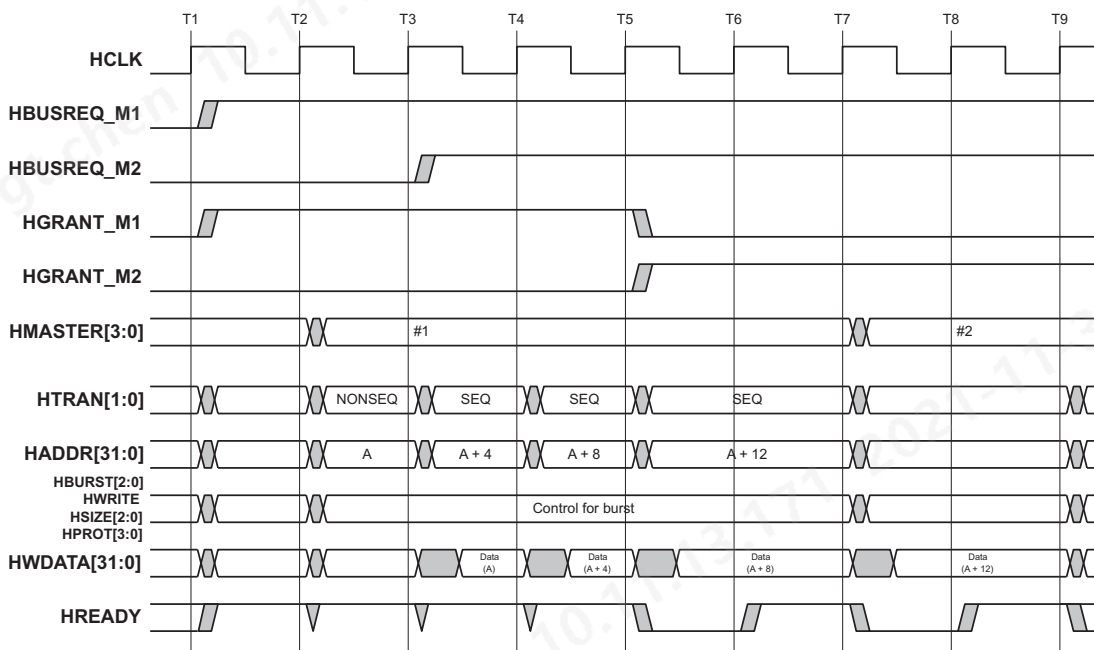 T1 T2 T3 T4 T5 T6 T7 T8 T9
HCLK
HBUSREQ_M1
HBUSREQ_M2
HGRANT_M1
HGRANT_M2
HMASTER[3:0] #1 #2
HTRAN[1:0] NONSEQ SEQ SEQ SEQ
HADDR[31:0] A A + 4 A + 8 A + 12
HBURST[2:0]
HWRITE
Control for burst
HSIZE[2:0]
HPROT[3:0]
HWDATA[31:0] Data Data Data Data
(A) (A + 4) (A + 8) (A + 12)
HREADY